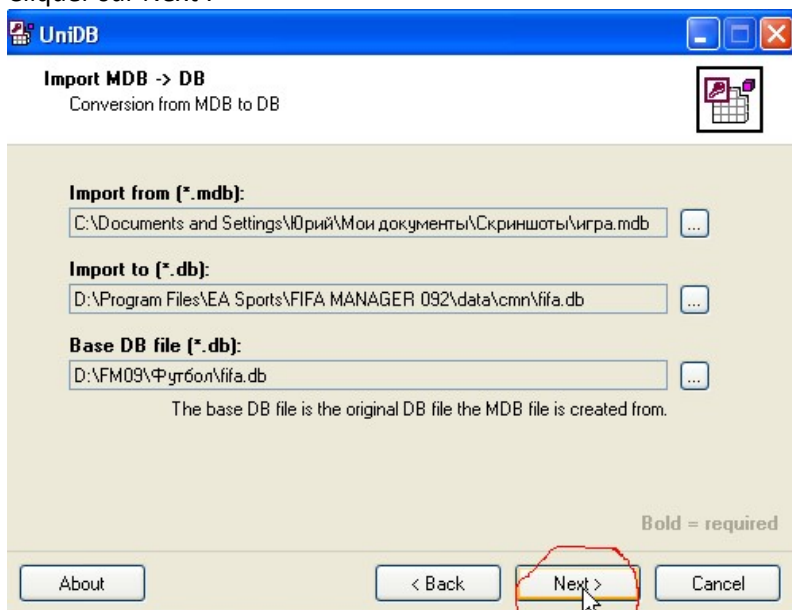 Cliquer sur Next :
UniDB
Import MDB -> DB
Conversion from MDB to DB
Import from (*.mdb):
C:\Documents and Settings\Юрий\Мои документы\Скриншоты\игра.mdb
...
Import to (*.db):
D:\Program Files\EA Sports\FIFA MANAGER 092\data\cmn\fifa.db
...
Base DB file (*.db):
D:\FM09\Футбол\fifa.db
...
The base DB file is the original DB file the MDB file is created from.
Bold = required
About
< Back
Next >
Cancel